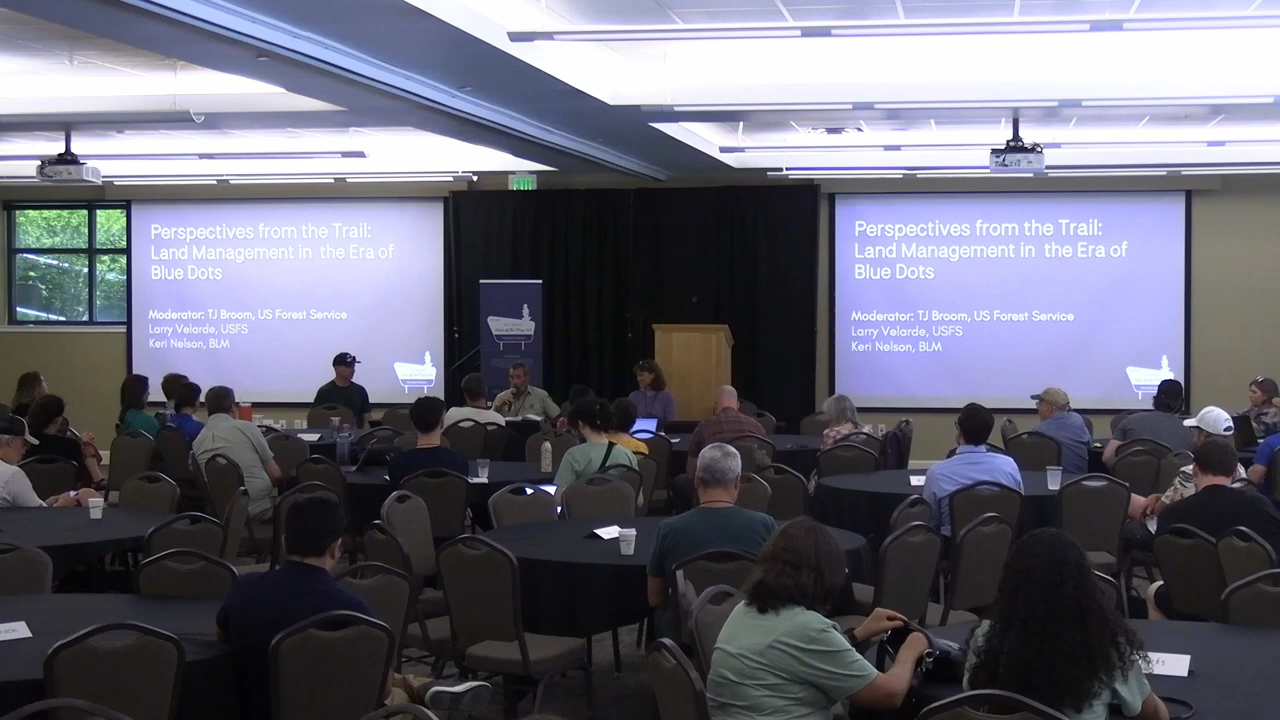 EXIT
Perspectives from the Trail:
Land Management in the Era of
Blue Dots
Moderator: TJ Broom, US Forest Service
Larry Velarde, USFS
Keri Nelson, BLM
Perspectives from the Trail:
Land Management in the Era of
Blue Dots
Moderator: TJ Broom, US Forest Service
Larry Velarde, USFS
Keri Nelson, BLM